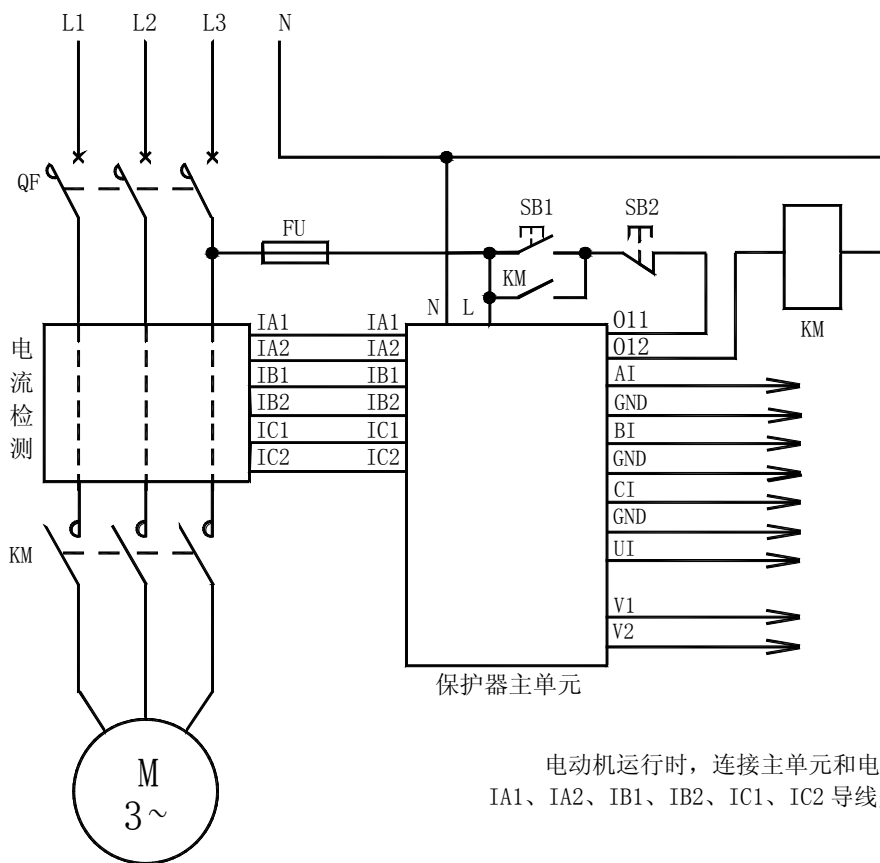 L1 L2 L3 N
QF
FU
SB1 SB2
KM
N L
KM
电流检测
IA1 IA1
IA2 IA2
IB1 IB1
IB2 IB2
IC1 IC1
IC2 IC2
O11
O12
AI
GND
BI
GND
CI
GND
UI
V1
V2
KM
保护器主单元
M
3~
电动机运行时，连接主单元和电
IA1、IA2、IB1、IB2、IC1、IC2 导线